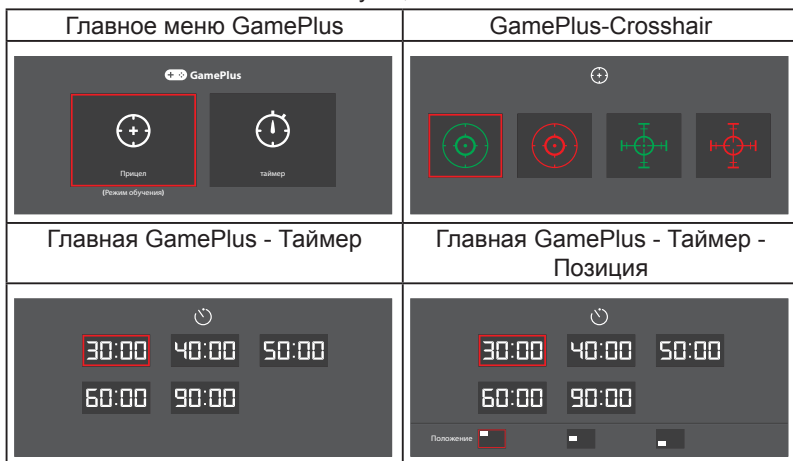 Главное меню GamePlus
GamePlus-Crosshair
GamePlus
Прицел
таймер
(Режим обучения)
Главная GamePlus - Таймер
Главная GamePlus - Таймер -
Позиция
30:00 40:00 50:00
60:00 90:00
30:00 40:00 50:00
60:00 90:00
Положение